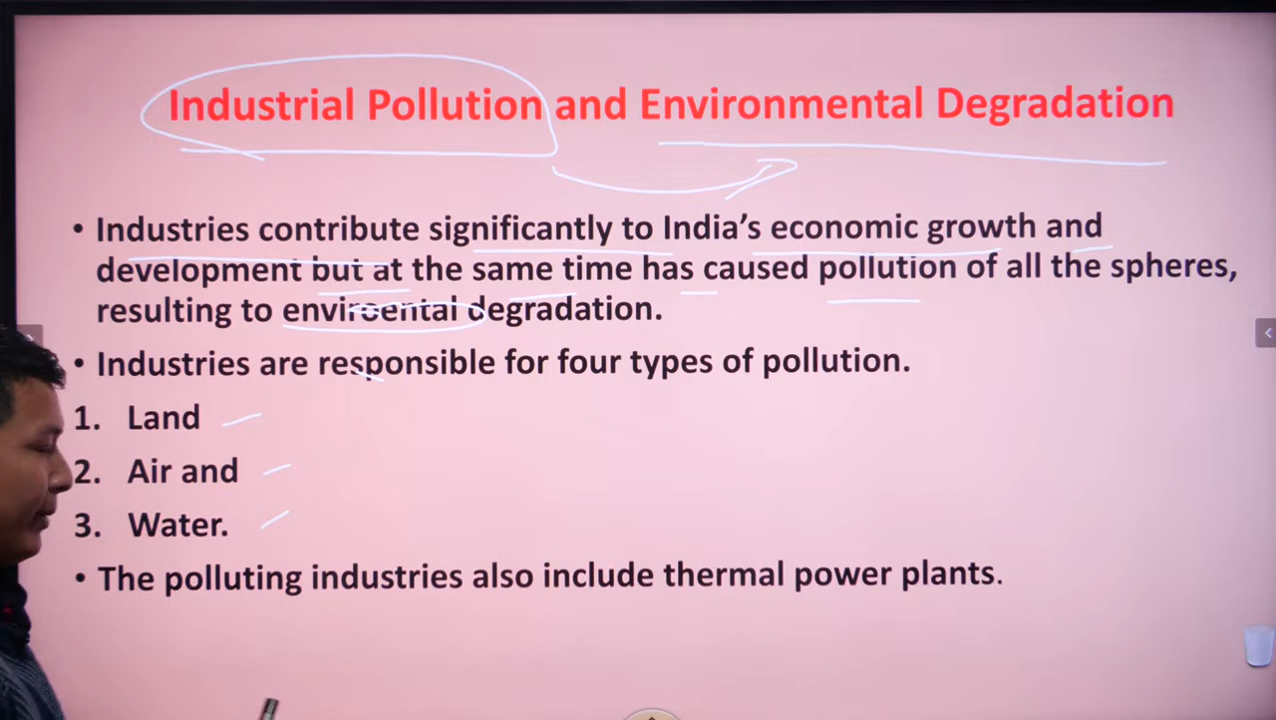 Industrial Pollution and Environmental Degradation
• Industries contribute significantly to India's economic growth and
development but at the same time has caused pollution of all the spheres,
resulting to enviroental degradation.
• Industries are responsible for four types of pollution.
1. Land
2. Air and
3. Water.
• The polluting industries also include thermal power plants.